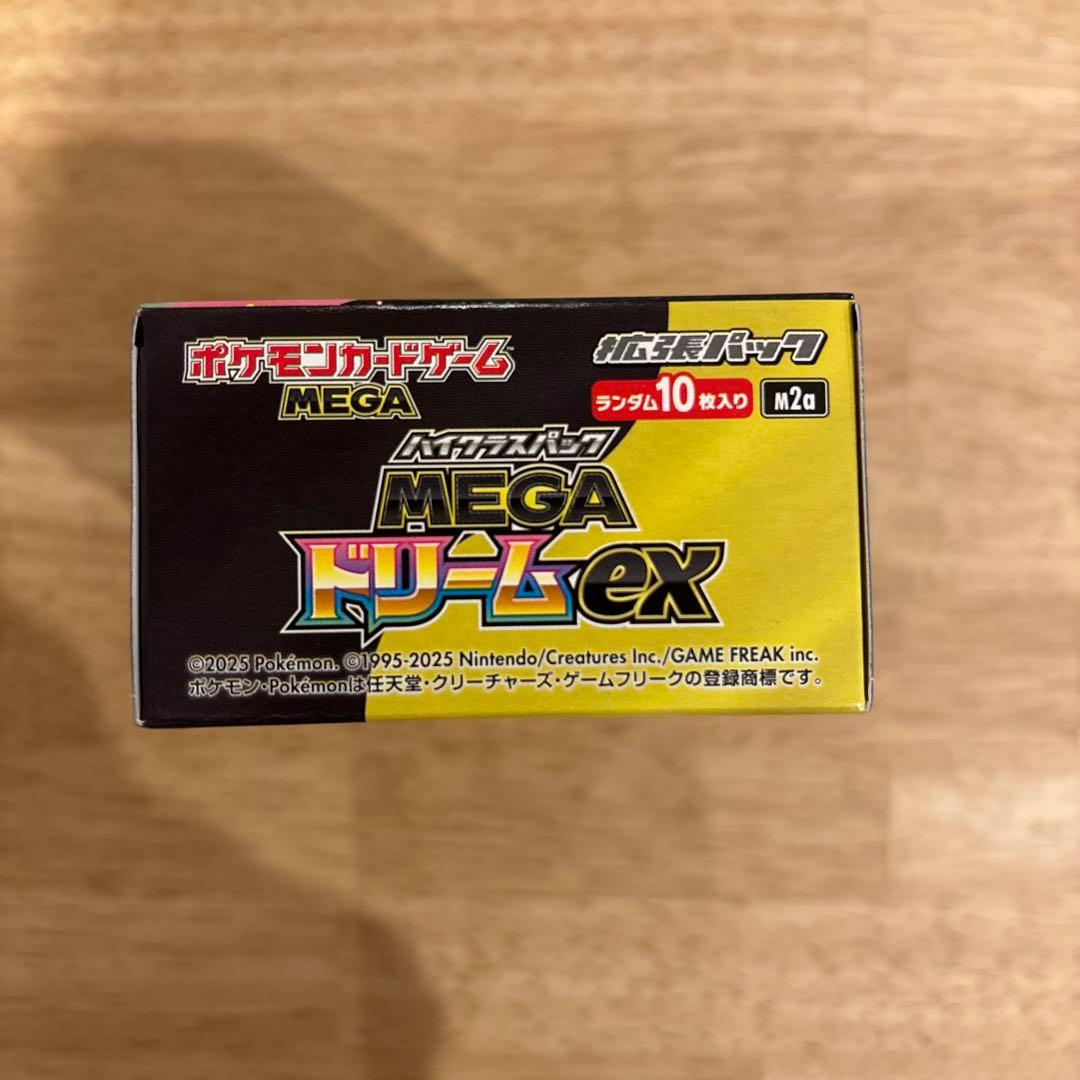 ポケモンカードゲーム™
MEGA
拡張パック
ランダム10枚入り M2a
ハイクラスパック
MEGA
ドリームex
©2025 Pokémon. ©1995-2025 Nintendo/Creatures Inc./GAME FREAK inc.
ポケモン・Pokémonは任天堂・クリーチャーズ・ゲームフリークの登録商標です。